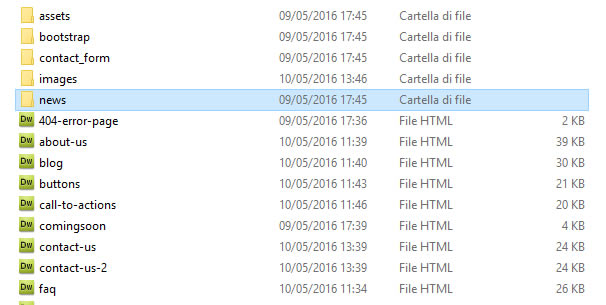 assets 09/05/2016 17:45 Cartella di file
bootstrap 09/05/2016 17:45 Cartella di file
contact_form 09/05/2016 17:45 Cartella di file
images 10/05/2016 13:46 Cartella di file
news 09/05/2016 17:45 Cartella di file
Dw 404-error-page 09/05/2016 17:36 File HTML 2 KB
Dw about-us 10/05/2016 11:39 File HTML 39 KB
Dw blog 10/05/2016 11:40 File HTML 30 KB
Dw buttons 10/05/2016 11:43 File HTML 21 KB
Dw call-to-actions 10/05/2016 11:46 File HTML 20 KB
Dw comingsoon 09/05/2016 17:39 File HTML 4 KB
Dw contact-us 10/05/2016 13:39 File HTML 24 KB
Dw contact-us-2 10/05/2016 13:39 File HTML 24 KB
Dw faq 10/05/2016 11:34 File HTML 26 KB